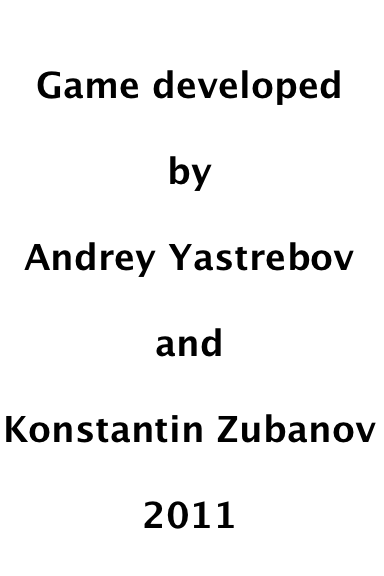 Game developed
by
Andrey Yastrebov
and
Konstantin Zubanov
2011